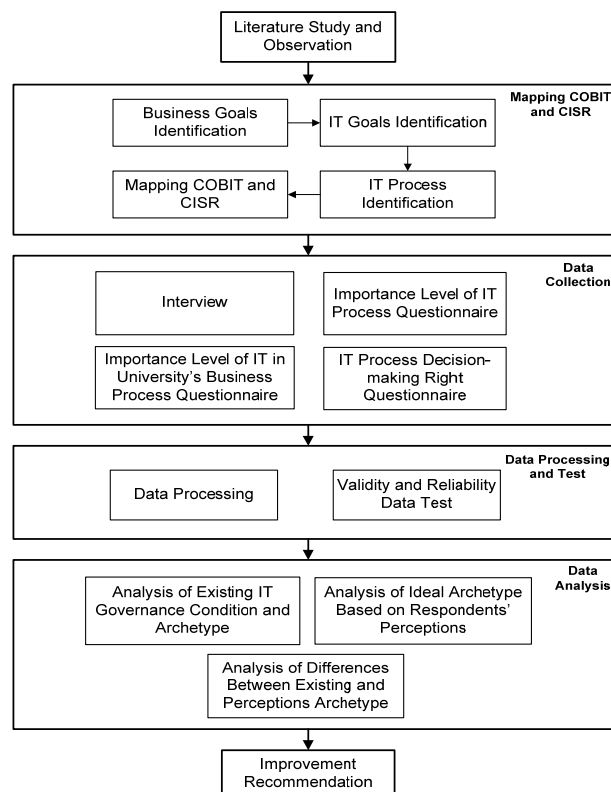 Literature Study and
Observation
Mapping COBIT
and CISR
Business Goals
Identification
IT Goals Identification
Mapping COBIT and
CISR
IT Process
Identification
Data
Collection
Interview
Importance Level of IT
Process Questionnaire
Importance Level of IT in
University's Business
Process Questionnaire
IT Process Decision-
making Right
Questionnaire
Data Processing
and Test
Data Processing
Validity and Reliability
Data Test
Data
Analysis
Analysis of Existing IT
Governance Condition and
Archetype
Analysis of Ideal Archetype
Based on Respondents'
Perceptions
Analysis of Differences
Between Existing and
Perceptions Archetype
Improvement
Recommendation